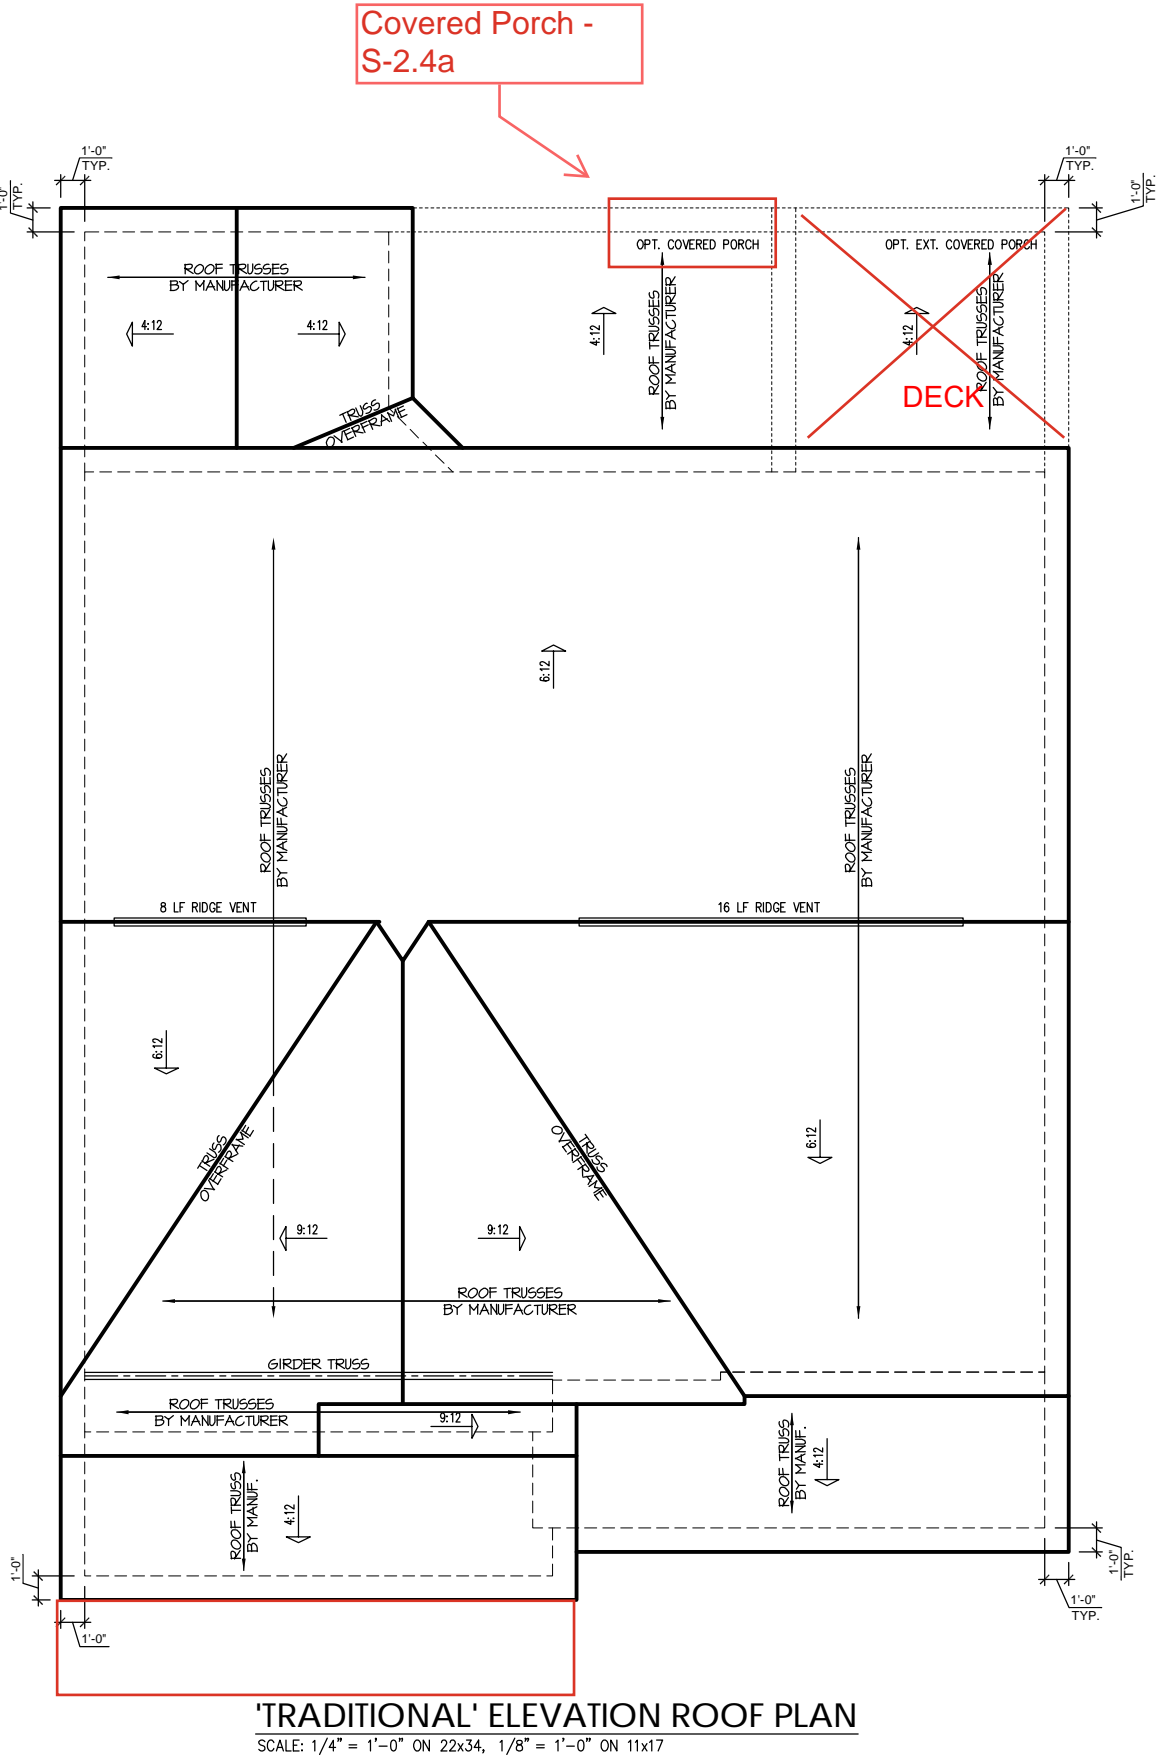 Covered Porch -
S-2.4a
1'-0"
TYP.
1'-0"
TYP.
1'-0"
TYP.
1'-0"
TYP.
OPT. COVERED PORCH
OPT. EXT. COVERED PORCH
ROOF TRUSSES
BY MANUFACTURER
4:12
4:12
4:12
ROOF TRUSSES
BY MANUFACTURER
4:12
ROOF TRUSSES
BY MANUFACTURER
DECK
TRUSS
OVERFRAME
6:12
ROOF TRUSSES
BY MANUFACTURER
ROOF TRUSSES
BY MANUFACTURER
8 LF RIDGE VENT
16 LF RIDGE VENT
6:12
6:12
TRUSS
OVERFRAME
TRUSS
OVERFRAME
9:12
9:12
ROOF TRUSSES
BY MANUFACTURER
GIRDER TRUSS
ROOF TRUSSES
BY MANUFACTURER
9:12
ROOF TRUSS
BY MANUF.
4:12
ROOF TRUSS
BY MANUF.
4:12
1'-0"
1'-0"
TYP.
1'-0"
TYP.
1'-0"
'TRADITIONAL' ELEVATION ROOF PLAN
SCALE: 1/4" = 1'-0" ON 22x34, 1/8" = 1'-0" ON 11x17